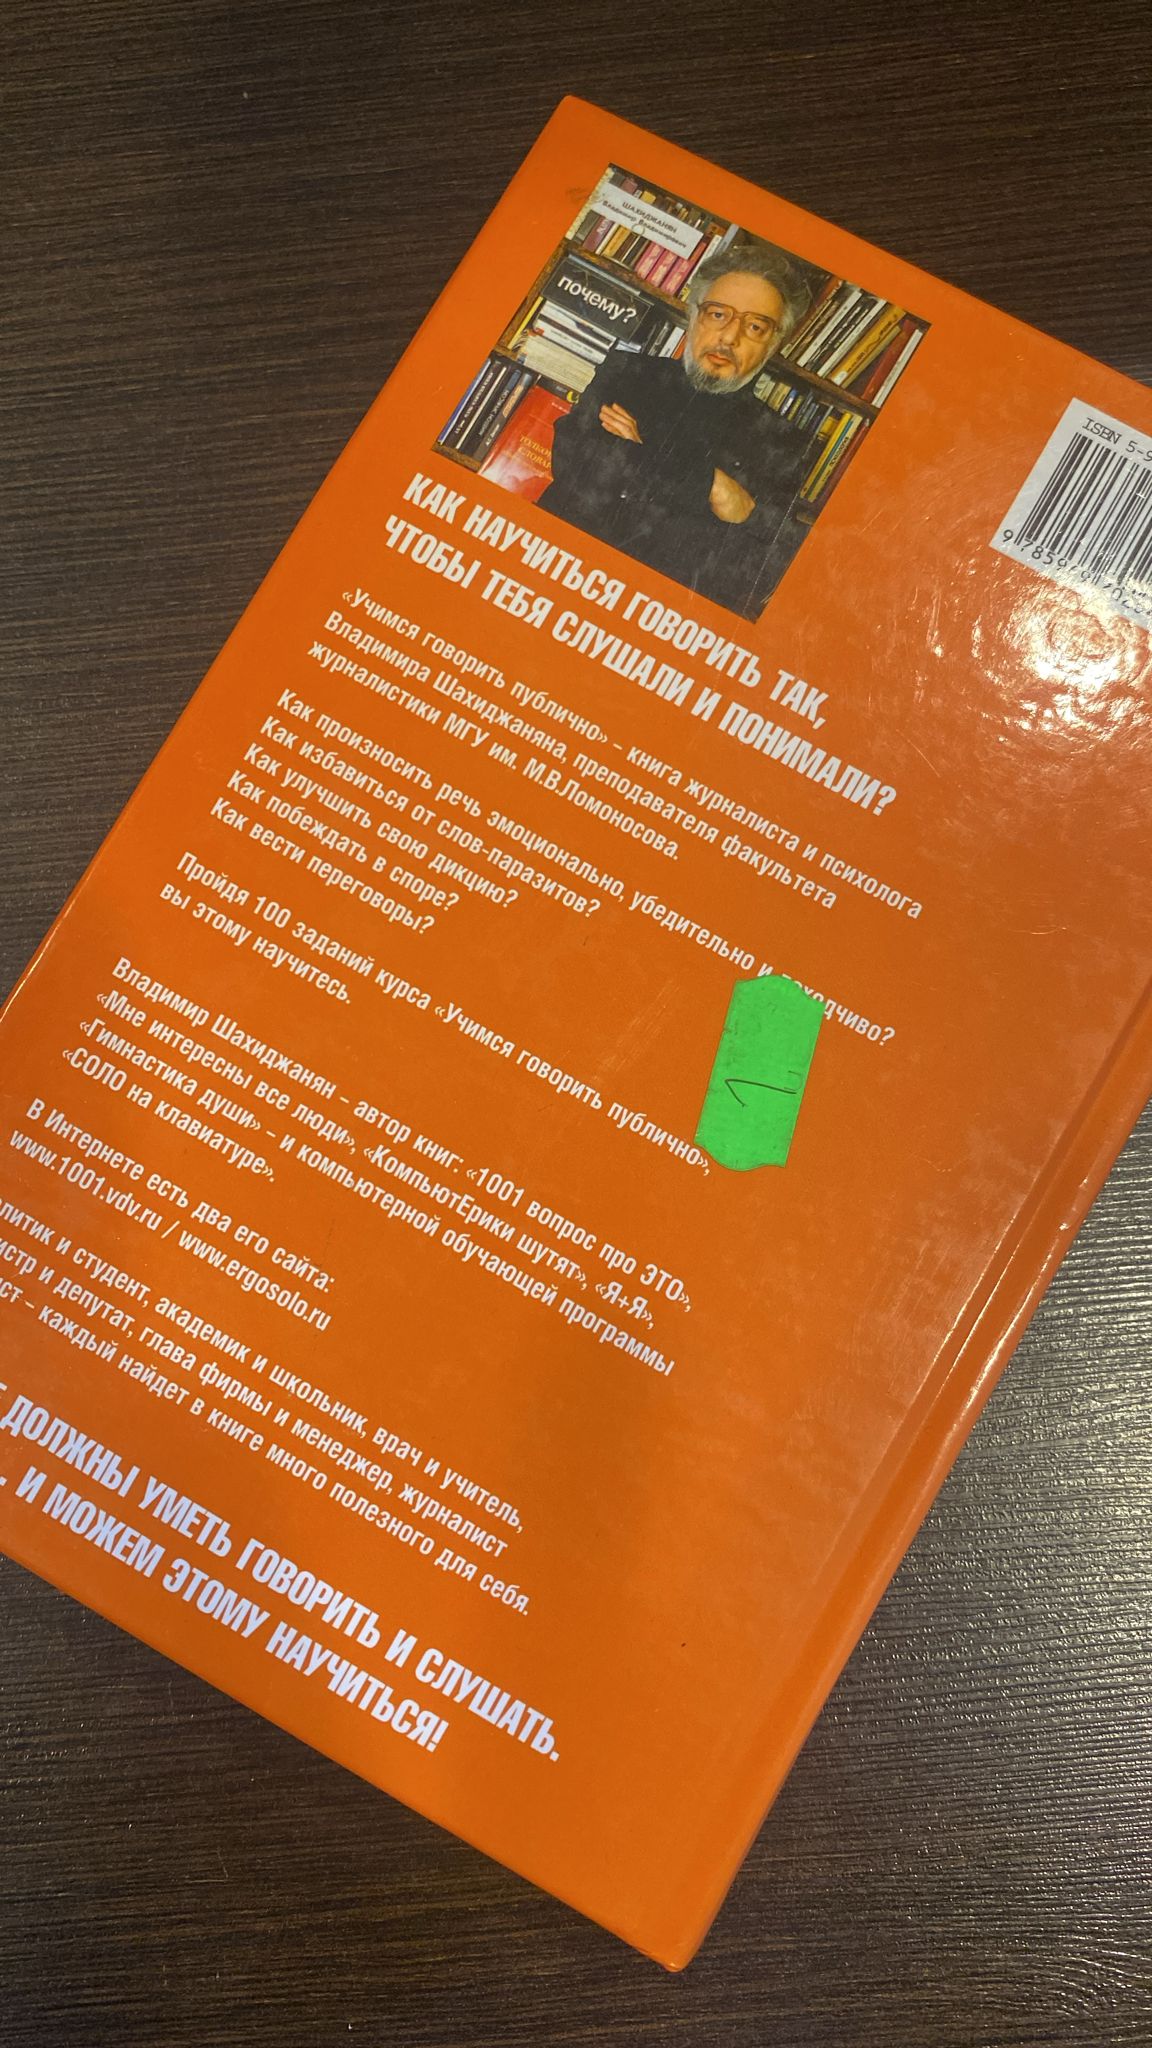 ШАХИДЖАНЯН
Владимир Владимирович
почему?
ISBN 5-9
КАК НАУЧИТЬСЯ ГОВОРИТЬ ТАК,
ЧТОБЫ ТЕБЯ СЛУШАЛИ И ПОНИМАЛИ?
«Учимся говорить публично» – книга журналиста и психолога
Владимира Шахиджаняна, преподавателя факультета
журналистики МГУ им. М.В.Ломоносова.
Как произносить речь эмоционально, убедительно и доходчиво?
Как избавиться от слов-паразитов?
Как улучшить свою дикцию?
Как побеждать в споре?
Как вести переговоры?
Пройдя 100 заданий курса «Учимся говорить публично»,
вы этому научитесь.
Владимир Шахиджанян – автор книг: «1001 вопрос про ЭТО»,
«Мне интересны все люди», «КомпьютЕрики шутят», «Я+Я»,
«Гимнастика души» – и компьютерной обучающей программы
«СОЛО на клавиатуре».
В Интернете есть два его сайта:
www.1001.vdv.ru / www.ergosolo.ru
и студент, академик и школьник, врач и учитель,
и депутат, глава фирмы и менеджер, журналист
– каждый найдет в книге много полезного для себя.
ДОЛЖНЫ УМЕТЬ ГОВОРИТЬ И СЛУШАТЬ.
И МОЖЕМ ЭТОМУ НАУЧИТЬСЯ!